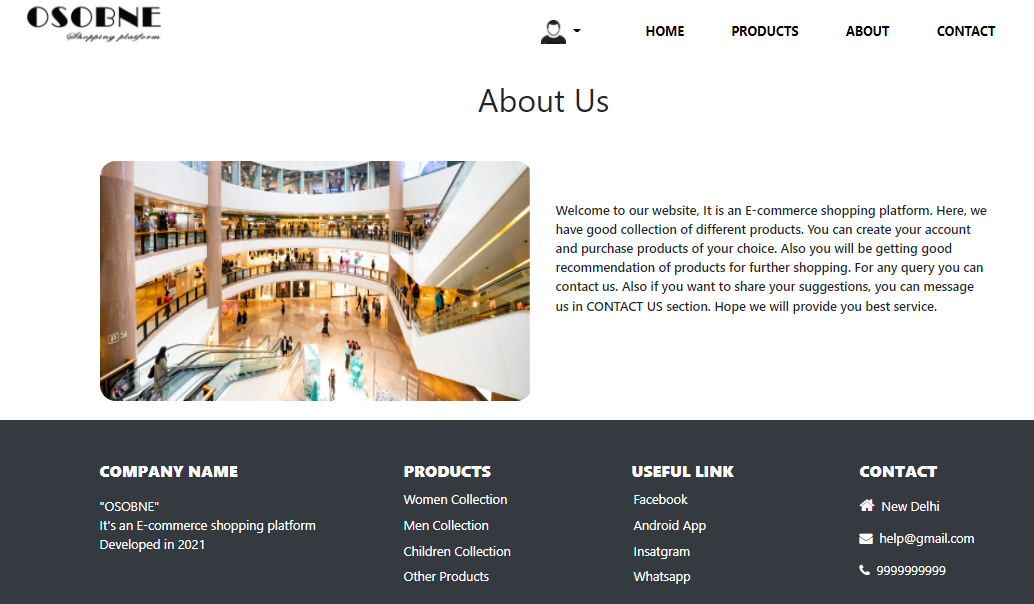 OSOBNE
Shopping platform
HOME PRODUCTS ABOUT CONTACT
About Us
Welcome to our website, It is an E-commerce shopping platform. Here, we
have good collection of different products. You can create your account
and purchase products of your choice. Also you will be getting good
recommendation of products for further shopping. For any query you can
contact us. Also if you want to share your suggestions, you can message
us in CONTACT US section. Hope we will provide you best service.
COMPANY NAME
"OSOBNE"
It's an E-commerce shopping platform
Developed in 2021
PRODUCTS
Women Collection
Men Collection
Children Collection
Other Products
USEFUL LINK
Facebook
Android App
Insatgram
Whatsapp
CONTACT
New Delhi
help@gmail.com
9999999999